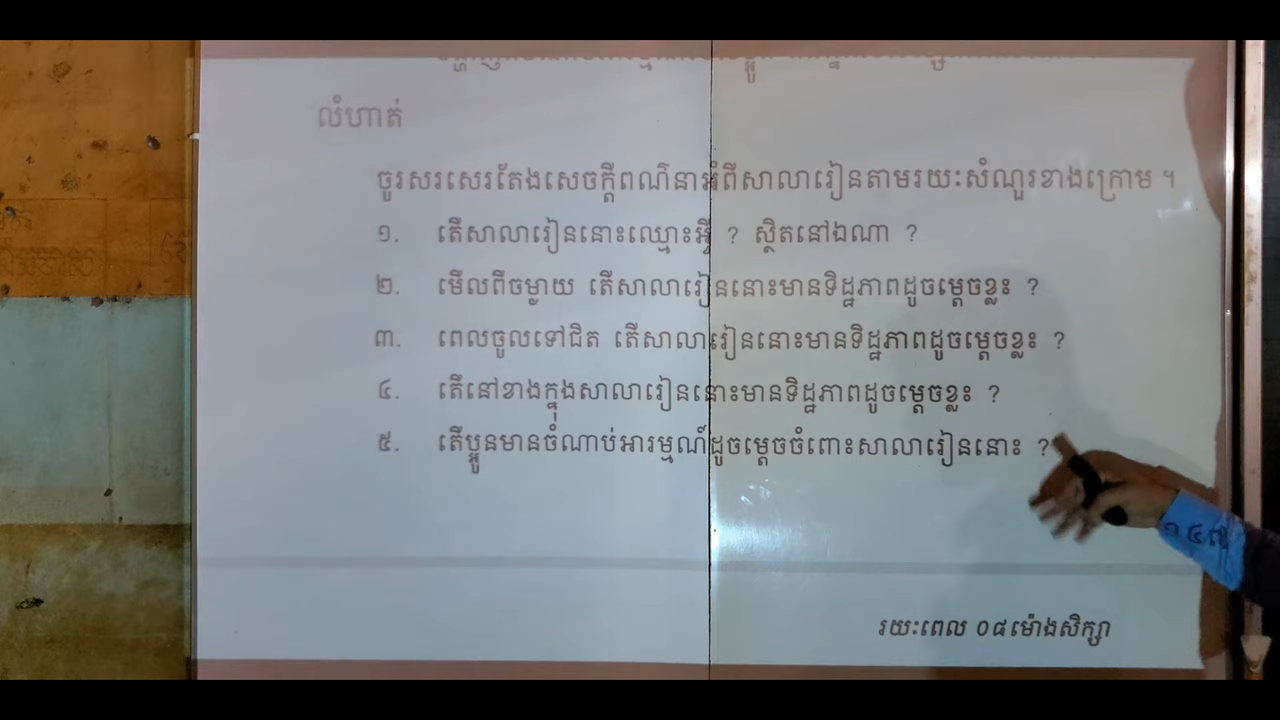 លំហាត់
ចូរសរសេរតែងសេចក្ដីពណ៌នាអំពីសាលារៀនតាមរយៈសំណួរខាងក្រោម ។
១. តើសាលារៀននោះឈ្មោះអ្វី ? ស្ថិតនៅឯណា ?
២. មើលពីចម្ងាយ តើសាលារៀននោះមានទិដ្ឋភាពដូចម្ដេចខ្លះ ?
៣. ពេលចូលទៅជិត តើសាលារៀននោះមានទិដ្ឋភាពដូចម្ដេចខ្លះ ?
៤. តើនៅខាងក្នុងសាលារៀននោះមានទិដ្ឋភាពដូចម្ដេចខ្លះ ?
៥. តើប្អូនមានចំណាប់អារម្មណ៍ដូចម្ដេចចំពោះសាលារៀននោះ ?
១៤៧
រយៈពេល ០៨ម៉ោងសិក្សា